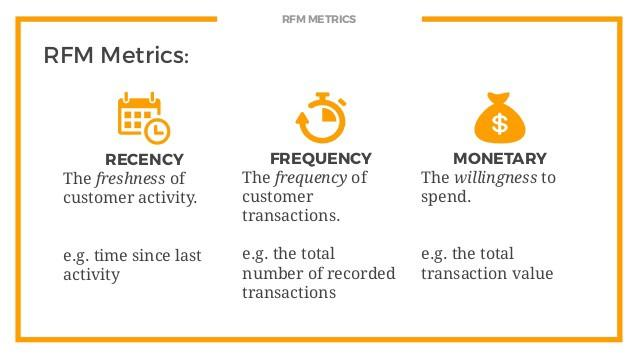 RFM METRICS
RFM Metrics:
RECENCY
The freshness of
customer activity.
e.g. time since last
activity
FREQUENCY
The frequency of
customer
transactions.
e.g. the total
number of recorded
transactions
$
MONETARY
The willingness to
spend.
e.g. the total
transaction value